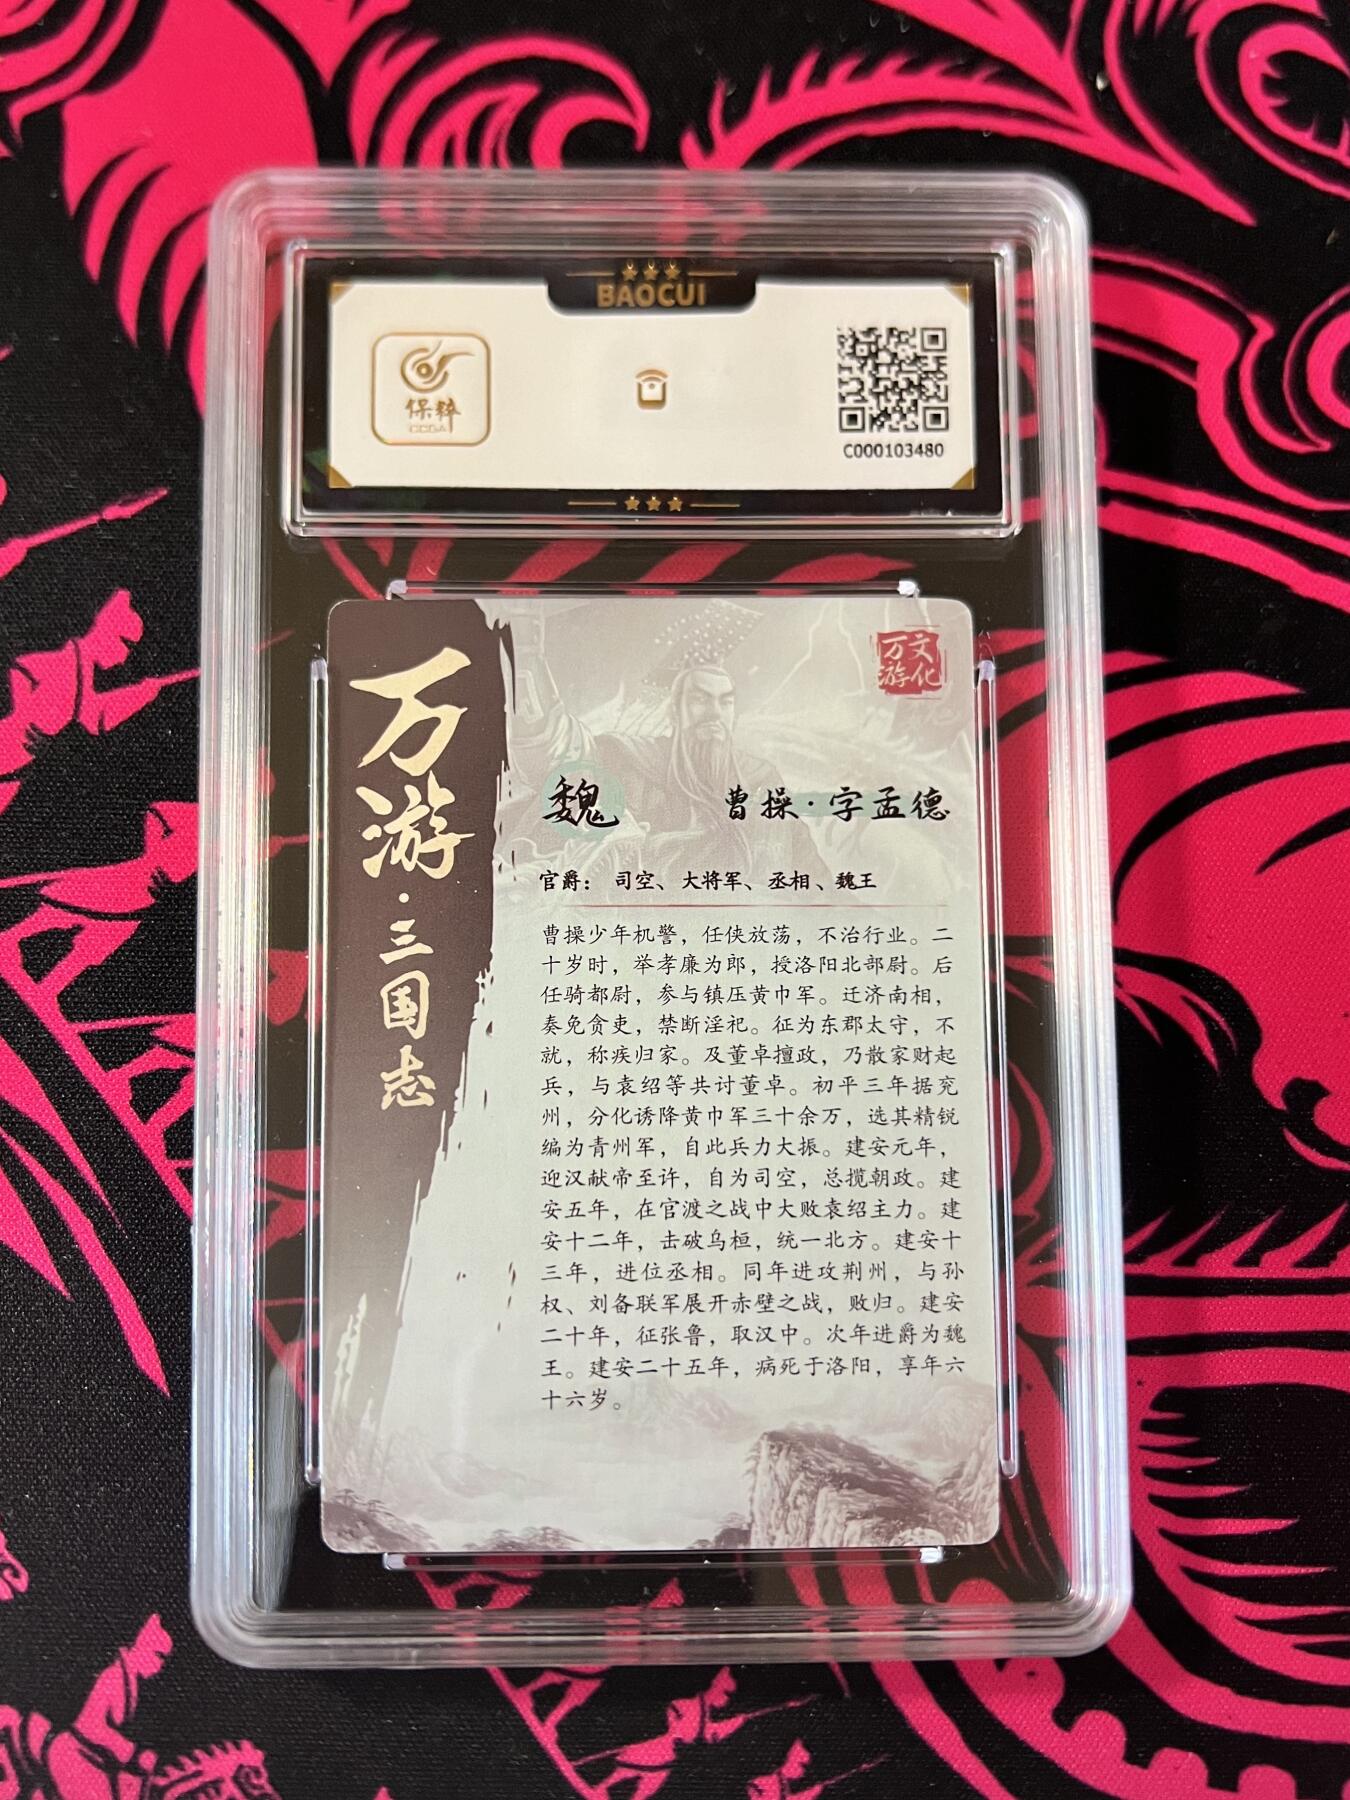 BAOCUI
保粹
C000103480
万游·三国志
万游
文化
魏
曹操·字孟德
官爵：司空、大将军、丞相、魏王
曹操少年机警，任侠放荡，不治行业。二
十岁时，举孝廉为郎，授洛阳北部尉。后
任骑都尉，参与镇压黄巾军。迁济南相，
奏免贪吏，禁断淫祀。征为东郡太守，不
就，称疾归家。及董卓擅政，乃散家财起
兵，与袁绍等共讨董卓。初平三年据兖
州，分化诱降黄巾军三十余万，选其精锐
编为青州军，自此兵力大振。建安元年，
迎汉献帝至许，自为司空，总揽朝政。建
安五年，在官渡之战中大败袁绍主力。建
安十二年，击破乌桓，统一北方。建安十
三年，进位丞相。同年进攻荆州，与孙
权、刘备联军展开赤壁之战，败归。建安
二十年，征张鲁，取汉中。次年进爵为魏
王。建安二十五年，病死于洛阳，享年六
十六岁。